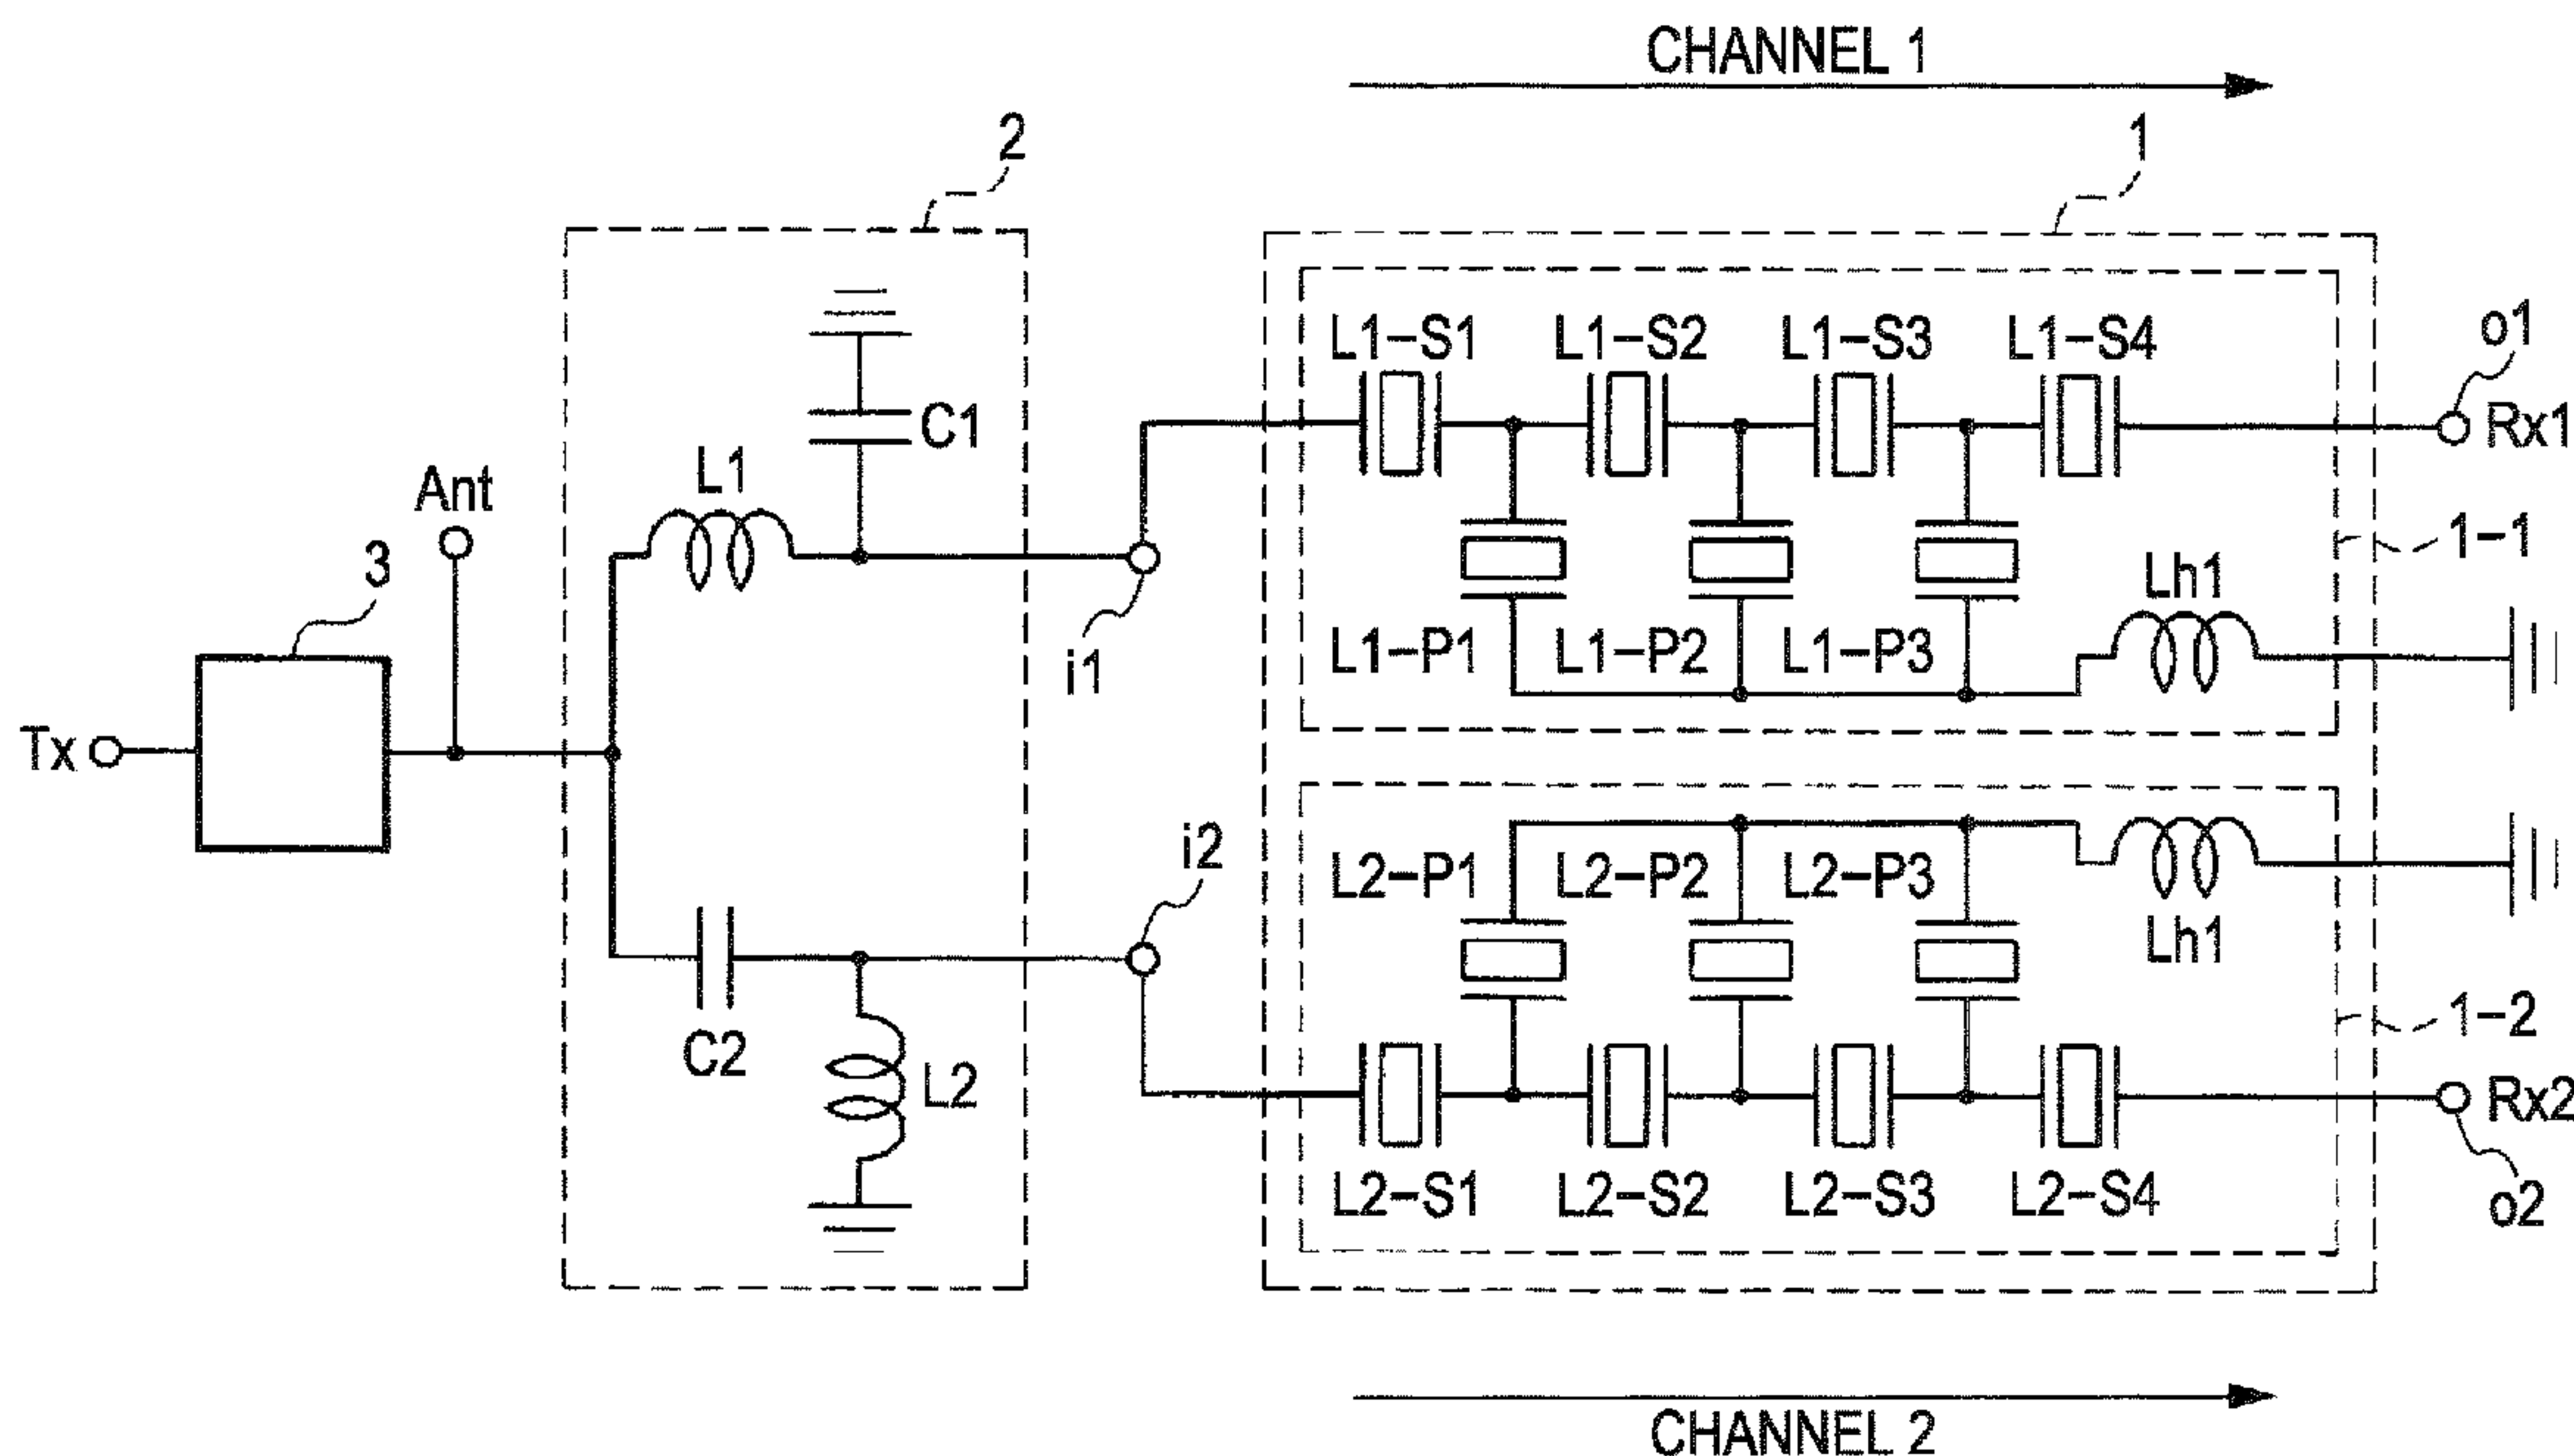 CHANNEL 1
2
1
L1-S1
L1-S2
L1-S3
L1-S4
o1
C1
Rx1
L1
Ant
3
1-1
Lh1
L1-P1
L1-P2
L1-P3
i1
Tx
i2
L2-P1
L2-P2
L2-P3
Lh1
1-2
C2
L2
Rx2
L2-S1
L2-S2
L2-S3
L2-S4
o2
CHANNEL 2